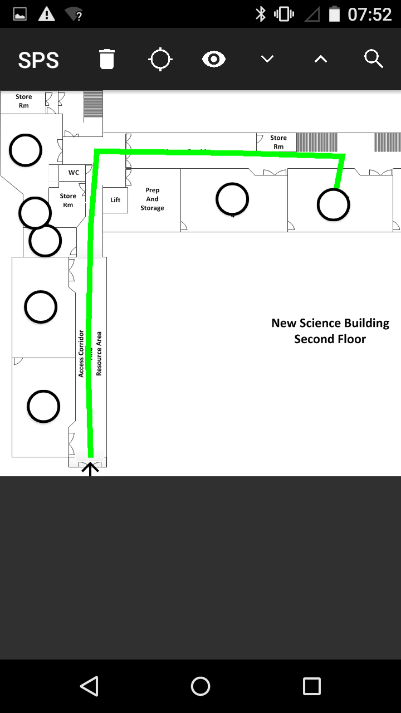 07:52
SPS
Store
Rm
Store
Rm
WC
Store
Rm
Lift
Prep
And
Storage
New Science Building
Second Floor
Access Corridor
Resource Area